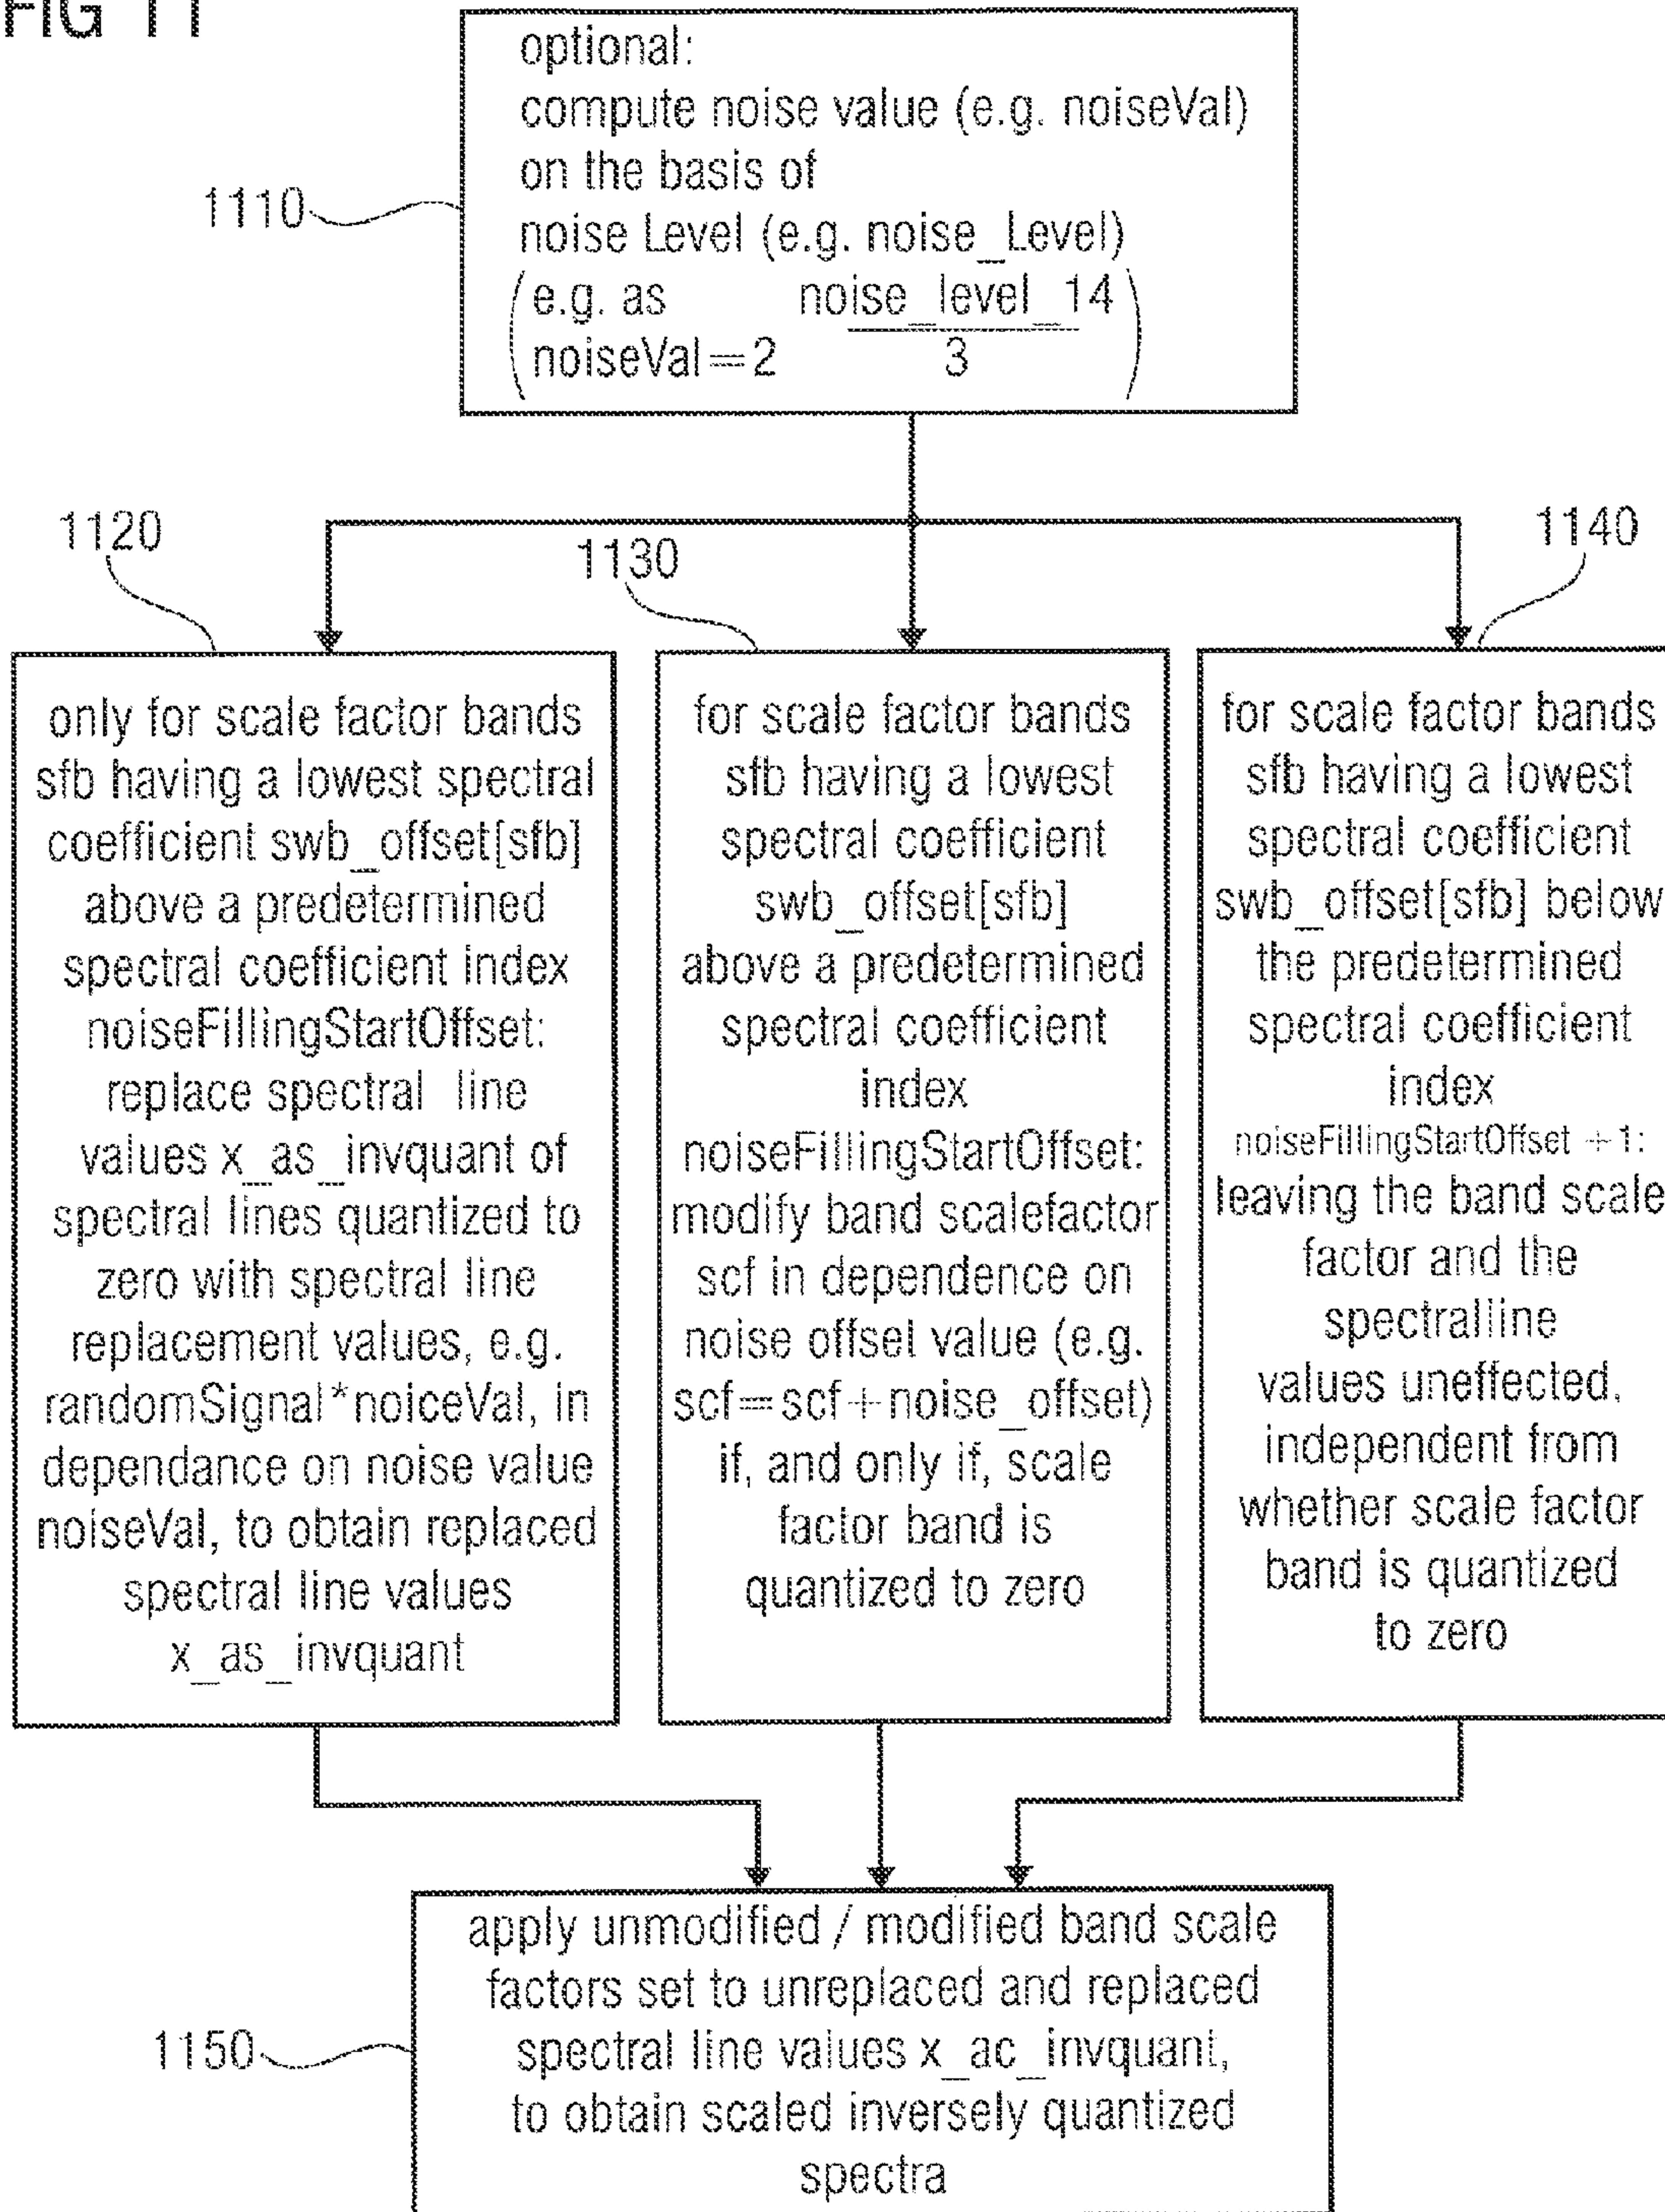 FIG 11
optional:
compute noise value (e.g. noiseVal)
on the basis of
noise Level (e.g. noise_Level)
e.g. as noise_level_14
noiseVal=2 3
1110
1120
1130
1140
only for scale factor bands
sfb having a lowest spectral
coefficient swb_offset[sfb]
above a predetermined
spectral coefficient index
noiseFillingStartOffset:
replace spectral line
values x_as_invquant of
spectral lines quantized to
zero with spectral line
replacement values, e.g.
randomSignal*noiceVal, in
dependance on noise value
noiseVal, to obtain replaced
spectral line values
x_as_invquant
for scale factor bands
sfb having a lowest
spectral coefficient
swb_offset[sfb]
above a predetermined
spectral coefficient
index
noiseFillingStartOffset:
modify band scalefactor
scf in dependence on
noise offset value (e.g.
scf=scf+noise_offset)
if, and only if, scale
factor band is
quantized to zero
for scale factor bands
sfb having a lowest
spectral coefficient
swb_offset[sfb] below
the predetermined
spectral coefficient
index
noiseFillingStartOffset +1:
leaving the band scale
factor and the
spectralline
values uneffected,
independent from
whether scale factor
band is quantized
to zero
1150
apply unmodified / modified band scale
factors set to unreplaced and replaced
spectral line values x_ac_invquant,
to obtain scaled inversely quantized
spectra